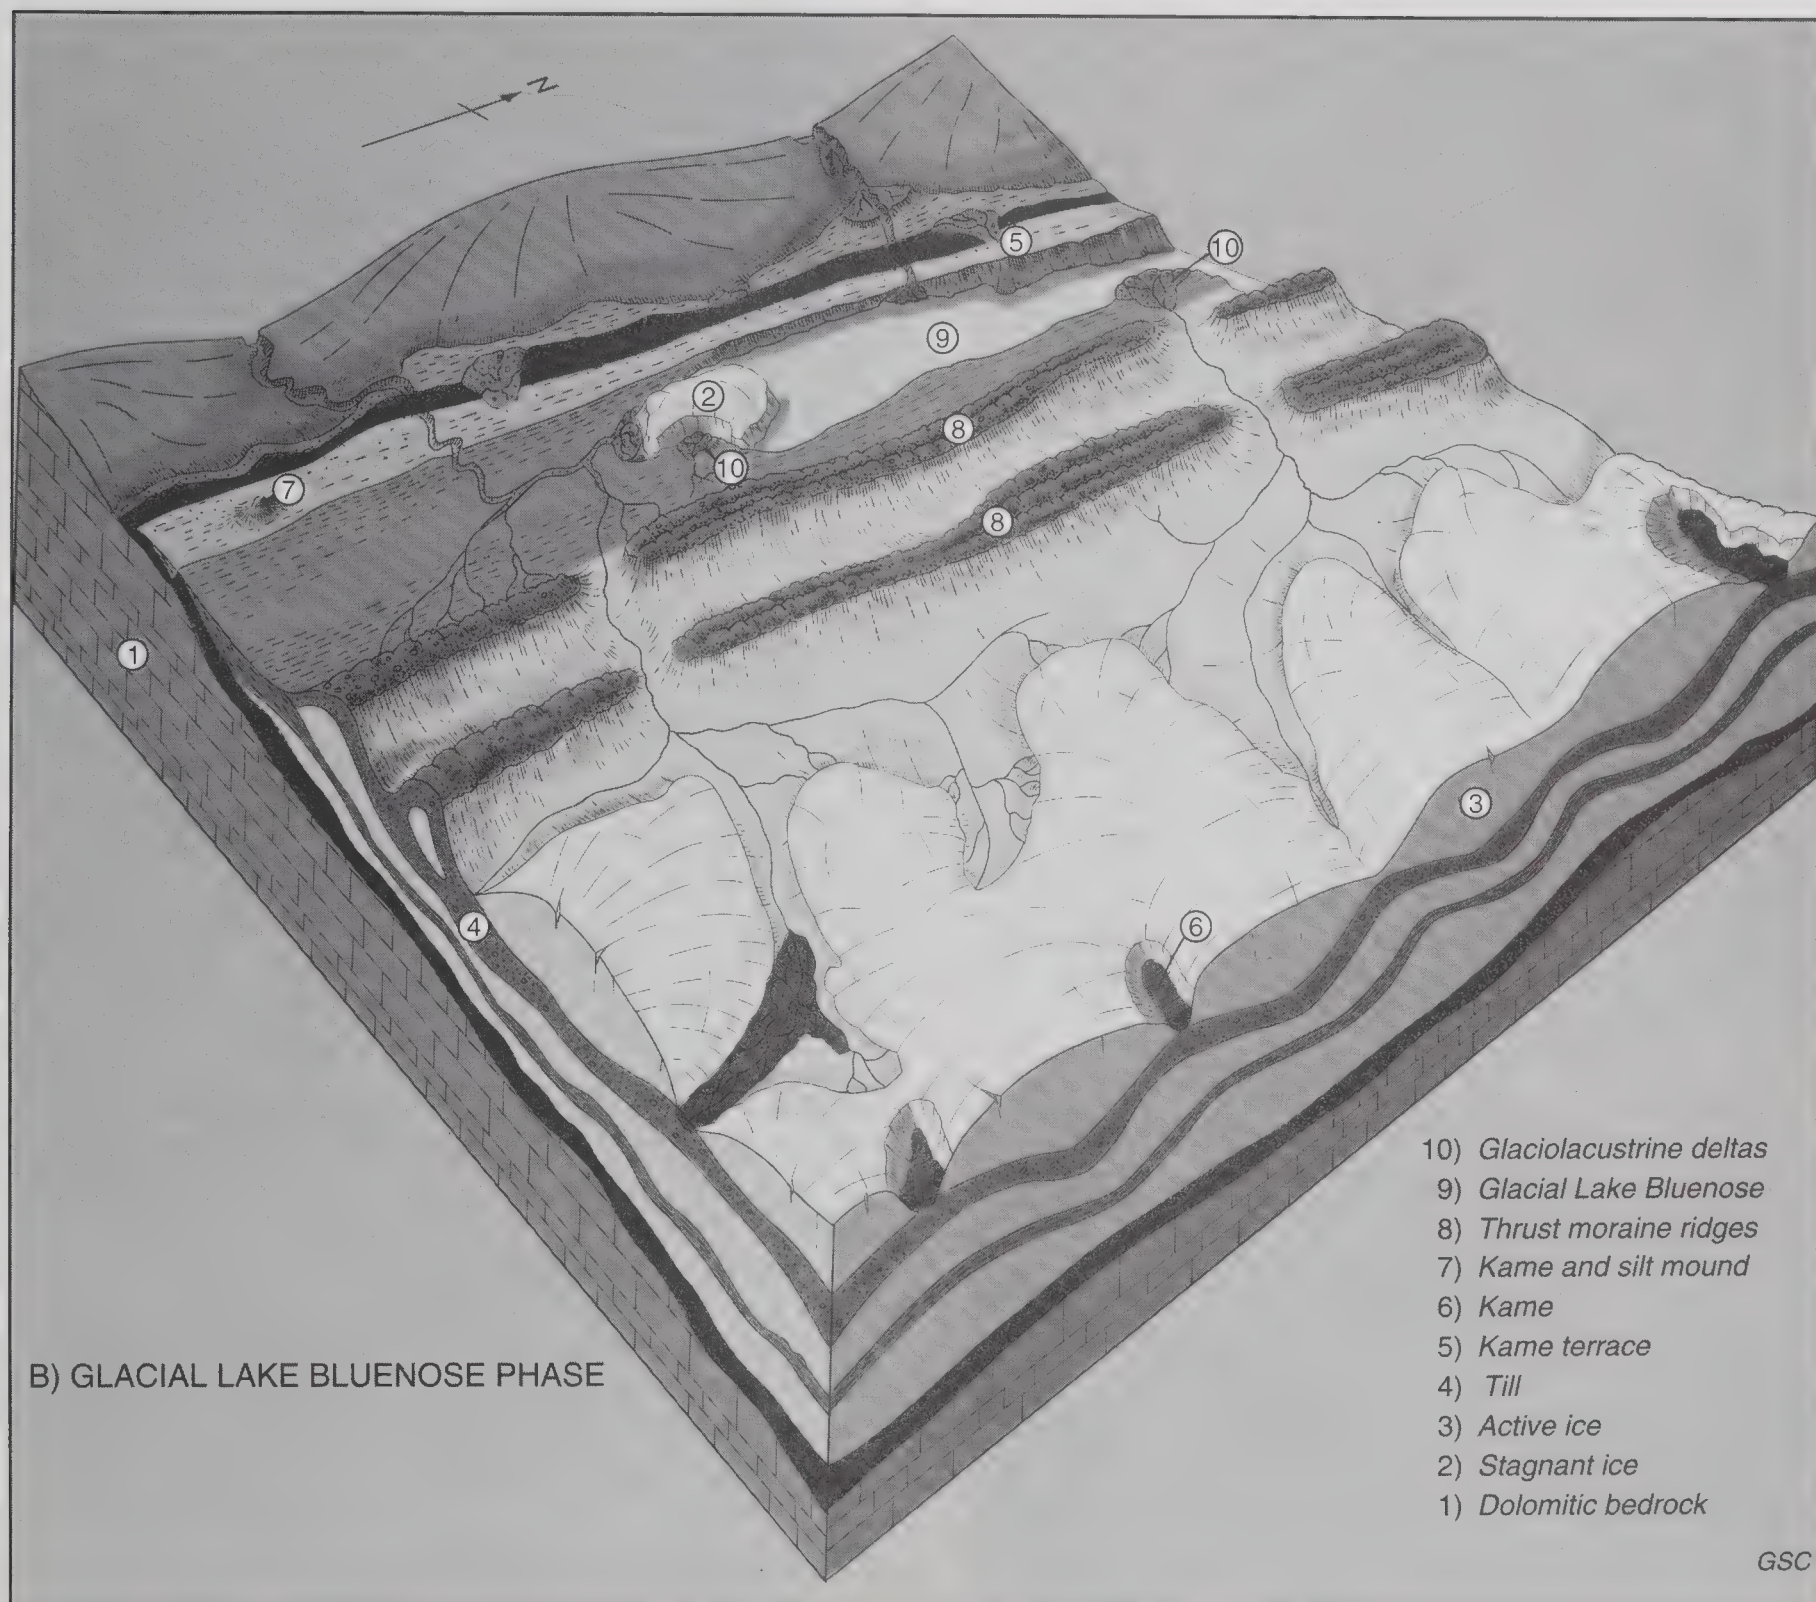 N
5
10
9
2
8
10
7
8
1
3
4
6
10) Glaciolacustrine deltas
9) Glacial Lake Bluenose
8) Thrust moraine ridges
7) Kame and silt mound
6) Kame
5) Kame terrace
4) Till
3) Active ice
2) Stagnant ice
1) Dolomitic bedrock
B) GLACIAL LAKE BLUENOSE PHASE
GSC